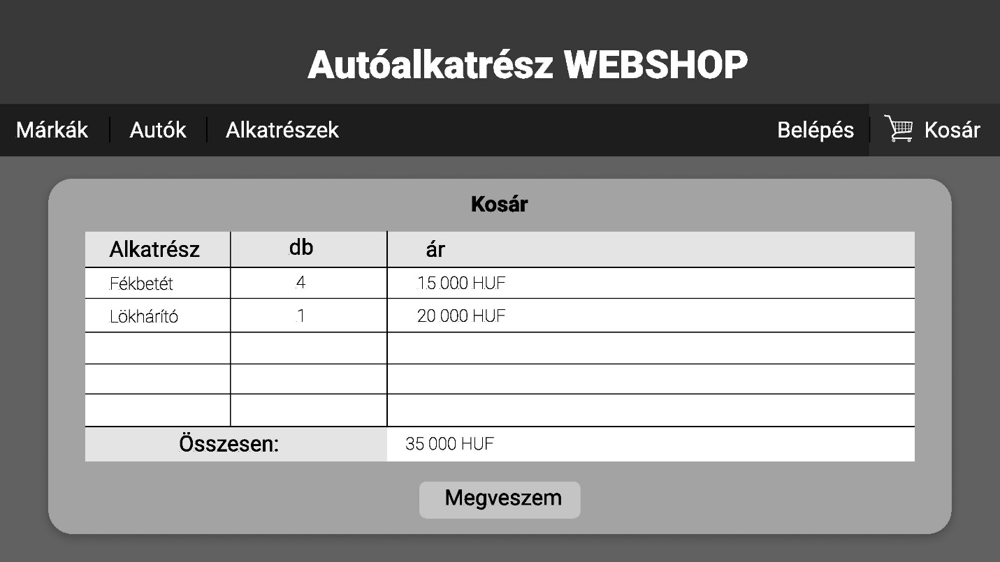 Autóalkatrész WEBSHOP
Márkák Autók Alkatrészek Belépés Kosár
Kosár
Alkatrész db ár
Fékbetét 4 15 000 HUF
Lökhárító 1 20 000 HUF
Összesen: 35 000 HUF
Megveszem